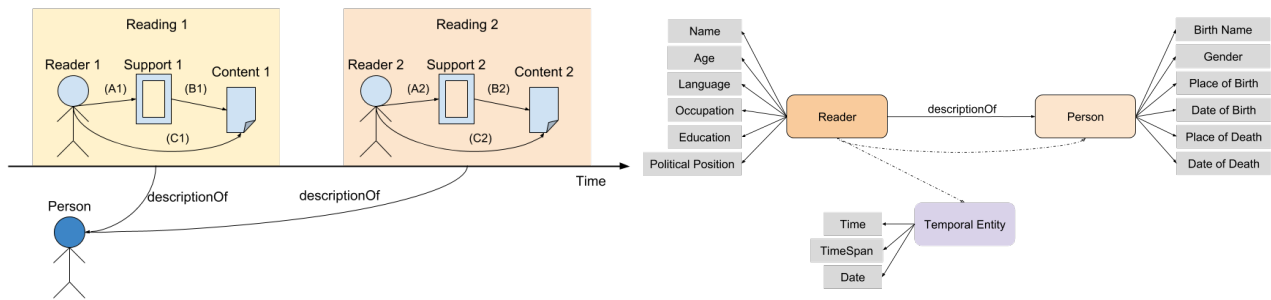 Reading 1
Reader 1
Support 1
Content 1
(A1)
(B1)
(C1)
Reading 2
Reader 2
Support 2
Content 2
(A2)
(B2)
(C2)
Time
descriptionOf
descriptionOf
Person
Name
Age
Language
Occupation
Education
Political Position
Reader
descriptionOf
Person
Birth Name
Gender
Place of Birth
Date of Birth
Place of Death
Date of Death
Temporal Entity
Time
TimeSpan
Date